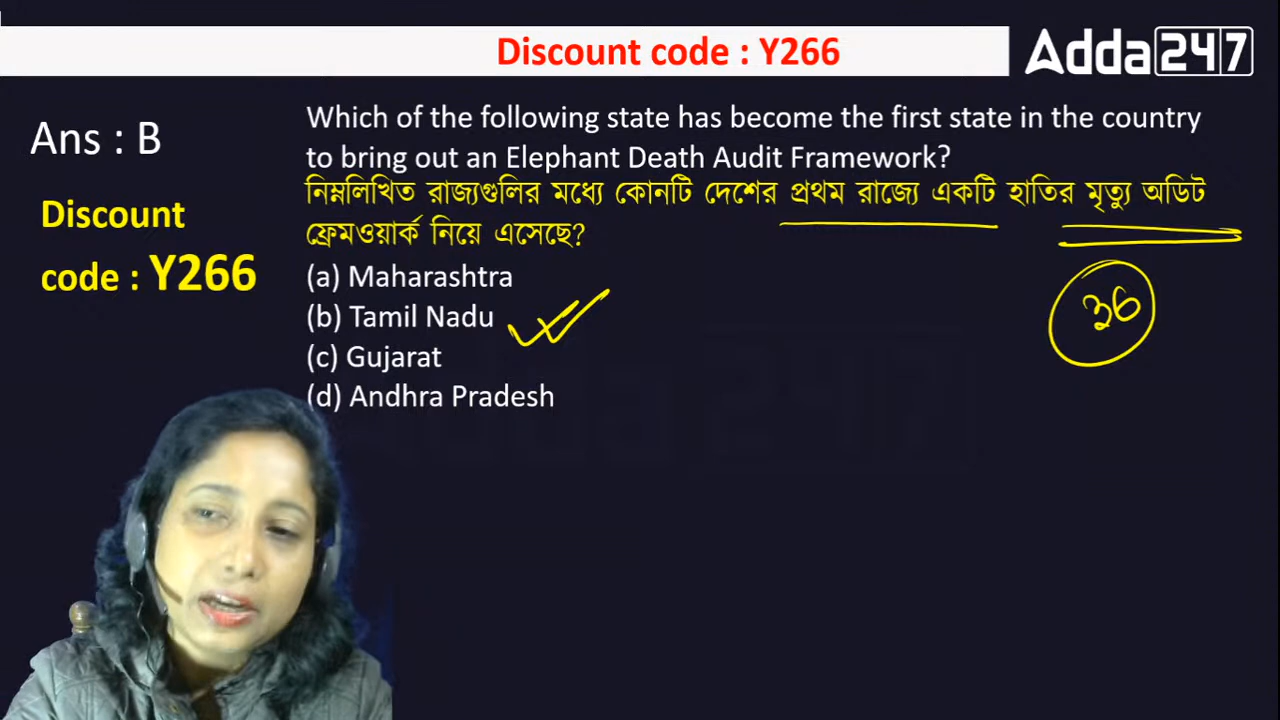 Discount code : Y266
Adda247
Ans : B
Discount
code : Y266
Which of the following state has become the first state in the country
to bring out an Elephant Death Audit Framework?
নিম্নলিখিত রাজ্যগুলির মধ্যে কোনটি দেশের প্রথম রাজ্যে একটি হাতির মৃত্যু অডিট
ফ্রেমওয়ার্ক নিয়ে এসেছে?
(a) Maharashtra
(b) Tamil Nadu
(c) Gujarat
(d) Andhra Pradesh